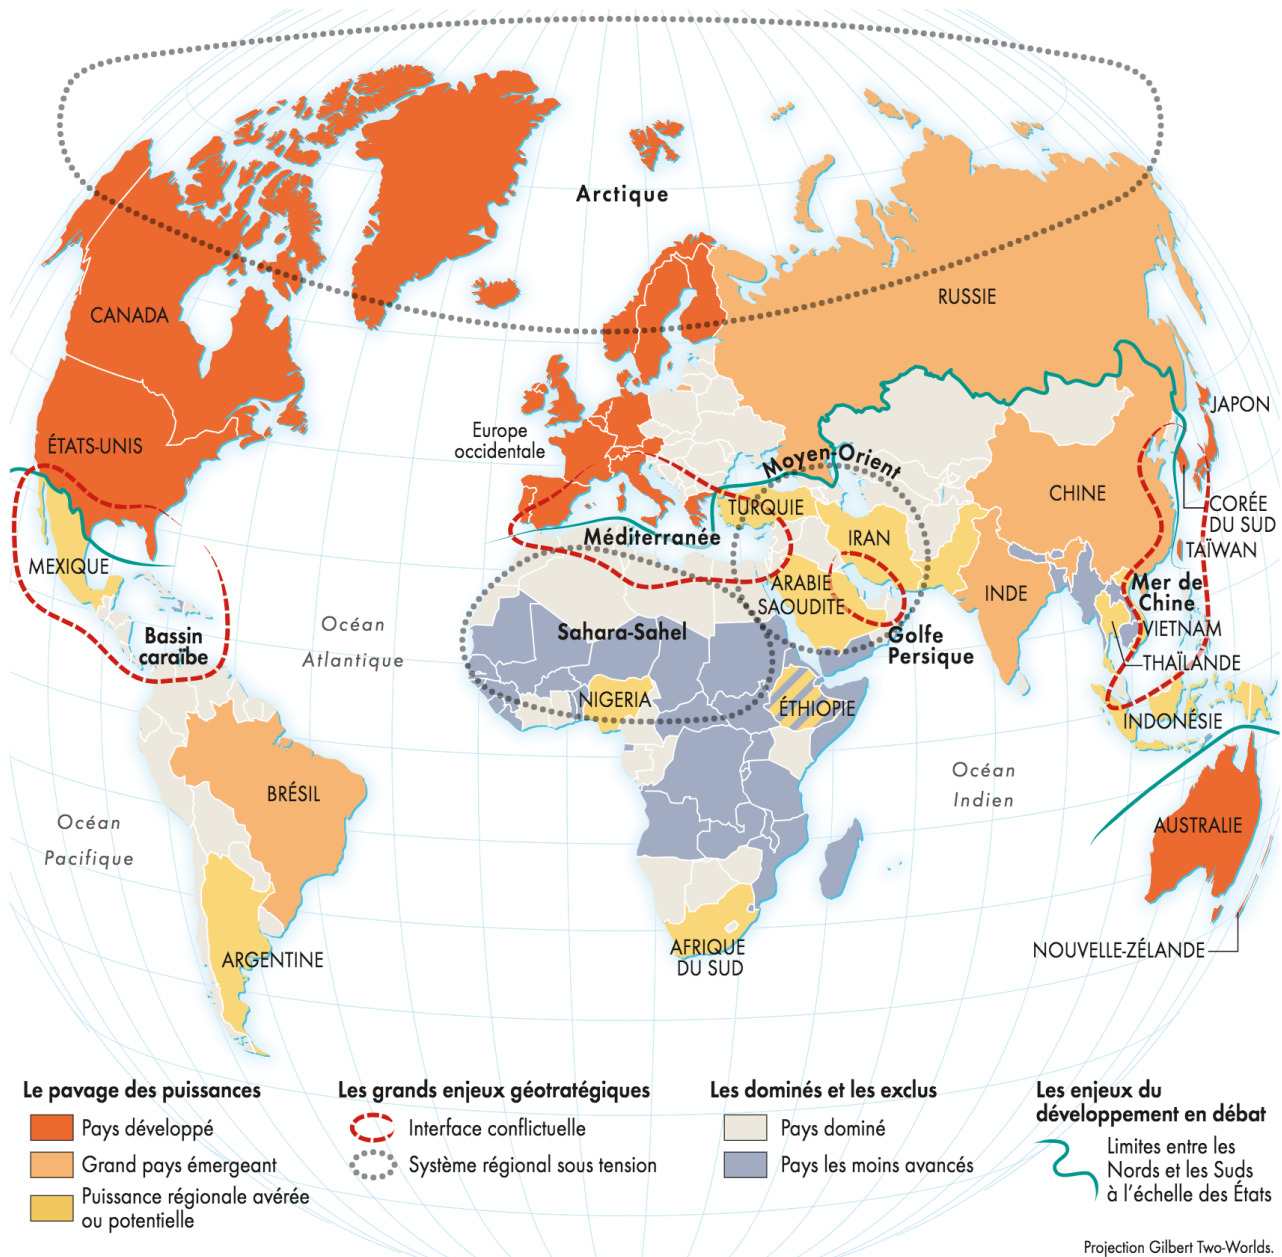 Arctique
CANADA
RUSSIE
ÉTATS-UNIS
Europe
occidentale
JAPON
Moyen-Orient
CHINE
TURQUIE
CORÉE
DU SUD
Méditerranée
IRAN
TAÏWAN
MEXIQUE
ARABIE
SAOUDITE
INDE
Mer de
Chine
Océan
Atlantique
Bassin
caraïbe
Sahara-Sahel
Golfe
Persique
VIETNAM
THAÏLANDE
NIGERIA
ÉTHIOPIE
INDONÉSIE
Océan
Indien
BRÉSIL
Océan
Pacifique
AUSTRALIE
ARGENTINE
AFRIQUE
DU SUD
NOUVELLE-ZÉLANDE
Le pavage des puissances
Pays développé
Grand pays émergeant
Puissance régionale avérée
ou potentielle
Les grands enjeux géotratégiques
Interface conflictuelle
Système régional sous tension
Les dominés et les exclus
Pays dominé
Pays les moins avancés
Les enjeux du
développement en débat
Limites entre les
Nords et les Suds
à l'échelle des États
Projection Gilbert Two-Worlds.